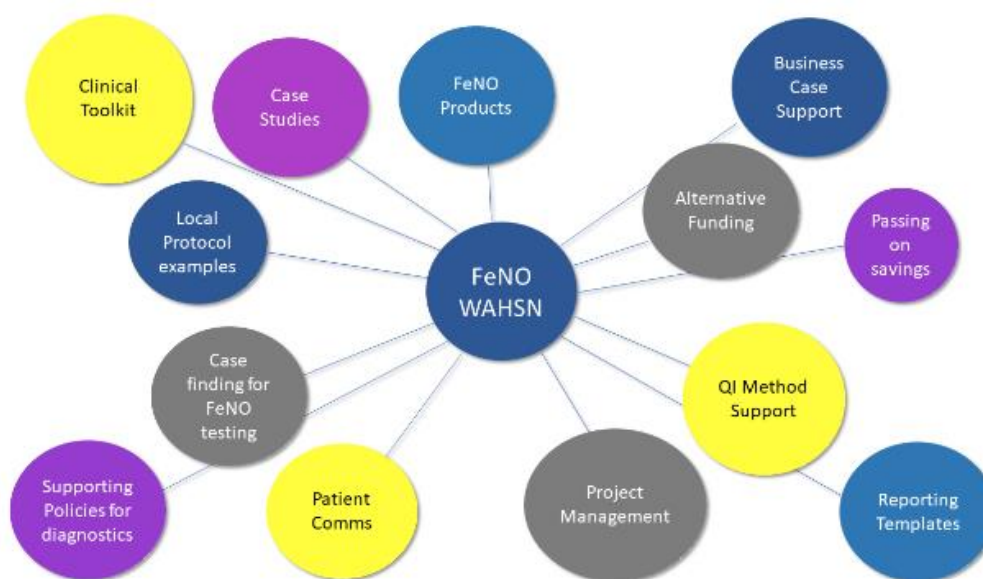 Clinical
Toolkit
Case
Studies
FeNO
Products
Business
Case
Support
Local
Protocol
examples
Alternative
Funding
Passing
on
savings
FeNO
WAHSN
Case
finding for
FeNO
testing
QI Method
Support
Supporting
Policies for
diagnostics
Patient
Comms
Project
Management
Reporting
Templates